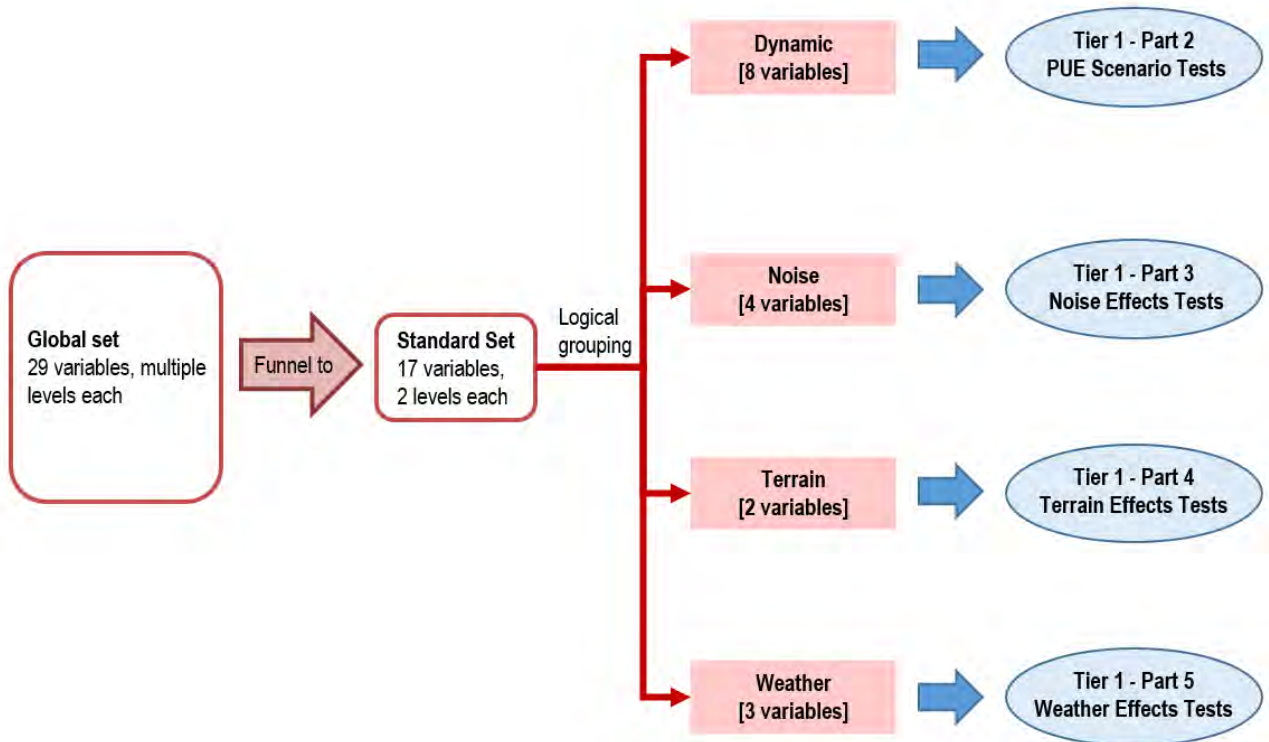 Global set
29 variables, multiple
levels each
Funnel to
Standard Set
17 variables,
2 levels each
Logical
grouping
Dynamic
[8 variables]
Tier 1 - Part 2
PUE Scenario Tests
Noise
[4 variables]
Tier 1 - Part 3
Noise Effects Tests
Terrain
[2 variables]
Tier 1 - Part 4
Terrain Effects Tests
Weather
[3 variables]
Tier 1 - Part 5
Weather Effects Tests